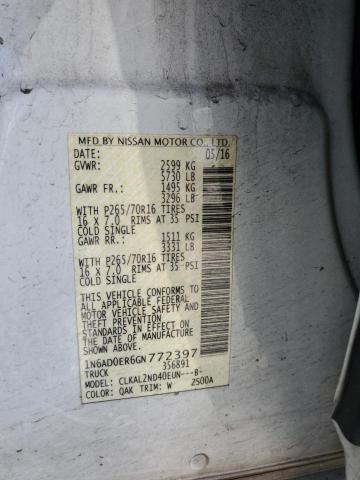 MFD BY NISSAN MOTOR CO., LTD.
DATE: 05/16
GVWR: 2599 KG
5730 LB
GAWR FR: 1495 KG
3296 LB
WITH P265/70R16 TIRES
16 X 7.0 RIMS AT 35 PSI
COLD SINGLE
GAWR RR: 1511 KG
3331 LB
WITH P265/70R16 TIRES
16 X 7.0 RIMS AT 35 PSI
COLD SINGLE
THIS VEHICLE CONFORMS TO
ALL APPLICABLE FEDERAL
MOTOR VEHICLE SAFETY AND
THEFT PREVENTION
STANDARDS IN EFFECT ON
THE DATE OF MANUFACTURE
SHOWN ABOVE.
1N6AD0ER6GN772397
TRUCK 356891
MODEL: CLKAL2ND40EUN---B-
COLOR: QAK TRIM: W 2500A